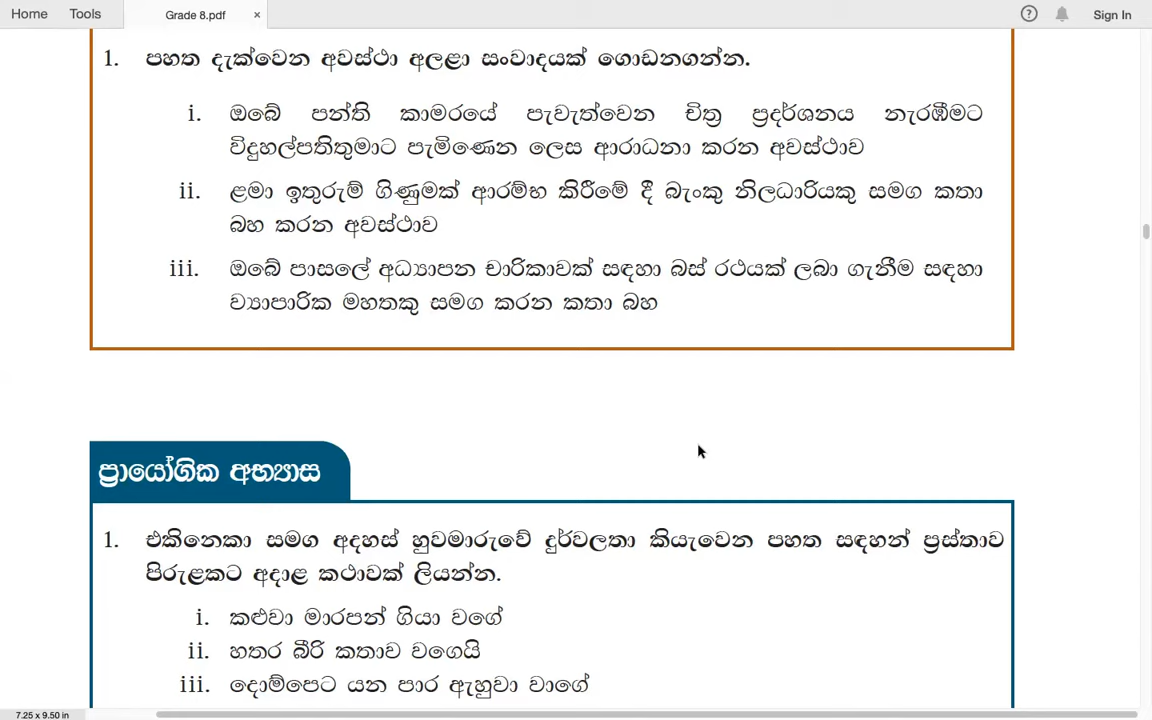 Home Tools Grade 8.pdf × ? Sign In
1. පහත දැක්වෙන අවස්ථා අලළා සංවාදයක් ගොඩනගන්න.
i. ඔබේ පන්ති කාමරයේ පැවැත්වෙන චිත්‍ර ප්‍රදර්ශනය නැරඹීමට
විදුහල්පතිතුමාට පැමිණෙන ලෙස ආරාධනා කරන අවස්ථාව
ii. ළමා ඉතුරුම් ගිණුමක් ආරම්භ කිරීමේ දී බැංකු නිලධාරියකු සමග කතා
බහ කරන අවස්ථාව
iii. ඔබේ පාසලේ අධ්‍යාපන චාරිකාවක් සඳහා බස් රථයක් ලබා ගැනීම සඳහා
ව්‍යාපාරික මහතකු සමග කරන කතා බහ
ප්‍රායෝගික අභ්‍යාස
1. එකිනෙකා සමග අදහස් හුවමාරුවේ දුර්වලතා කියැවෙන පහත සඳහන් ප්‍රස්තාව
පිරුළකට අදාළ කථාවක් ලියන්න.
i. කළුවා මාරපන් ගියා වගේ
ii. හතර බීරි කතාව වගෙයි
iii. දොම්පෙට යන පාර ඇහුවා වාගේ
7.25 x 9.50 in